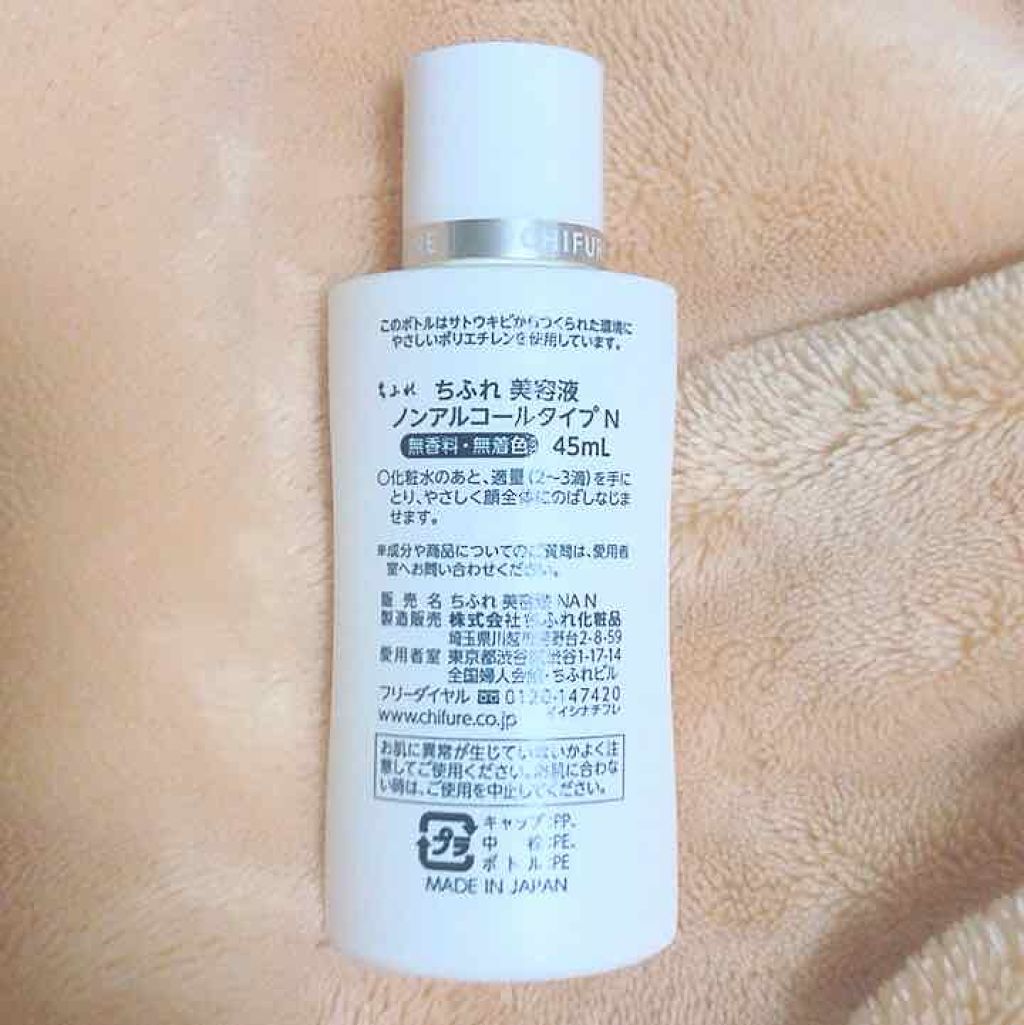 RE CHIFUR
このボトルはサトウキビからつくられた環境に
やさしいポリエチレンを使用しています。
ちふれ ちふれ 美容液
ノンアルコールタイプN
無香料・無着色 45mL
○化粧水のあと、適量(2〜3滴)を手に
とり、やさしく顔全体にのばしなじま
せます。
※成分や商品についてのご質問は、愛用者
室へお問い合わせください。
販売名 ちふれ 美容液 NA N
製造販売 株式会社ちふれ化粧品
埼玉県川越市芳野台2-8-59
愛用者室 東京都渋谷区渋谷1-17-14
全国婦人会館・ちふれビル
フリーダイヤル 0120-147420
www.chifure.co.jp イイシナチフレ
お肌に異常が生じていないかよく注
意してご使用ください。お肌に合わな
い時は、ご使用を中止してください。
プラ キャップ:PP、
中栓:PE、
ボトル:PE
MADE IN JAPAN